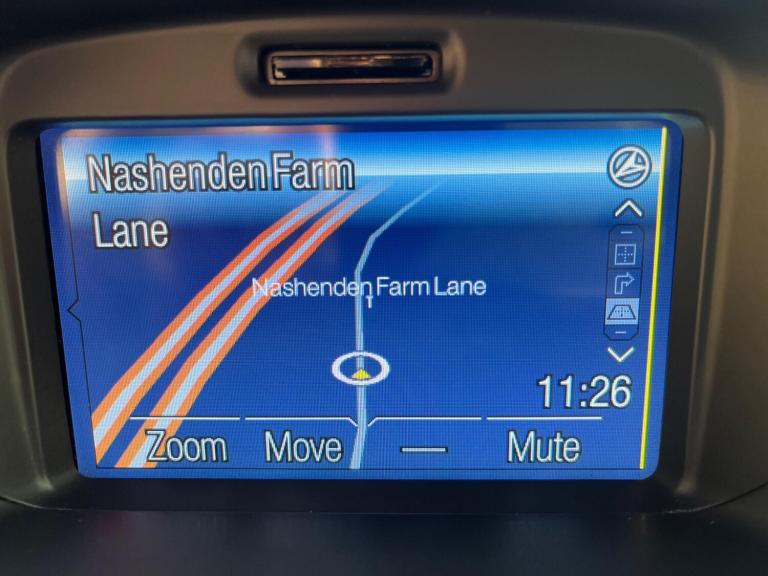 Nashenden Farm
Lane
Nashenden Farm Lane
11:26
Zoom Move Mute